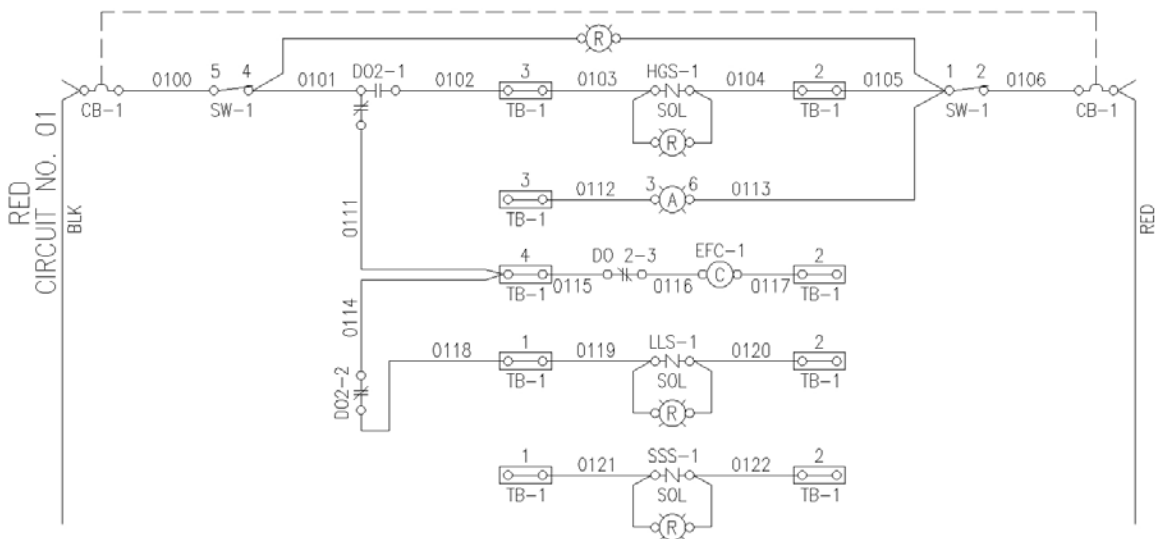 R
5 4 3 2 1 2
0100 0101 DO2-1 0102 0103 HGS-1 0104 0105 0106
CB-1 SW-1 TB-1 SOL TB-1 SW-1 CB-1
R
RED
CIRCUIT NO. 01
BLK
RED
3 0112 3 A 6 0113
TB-1
0111
4 DO 2-3 EFC-1 2
0115 0116 C 0117
TB-1 TB-1
0114
1 LLS-1 2
0118 0119 0120
TB-1 SOL TB-1
DO2-2
R
1 SSS-1 2
0121 0122
TB-1 SOL TB-1
R